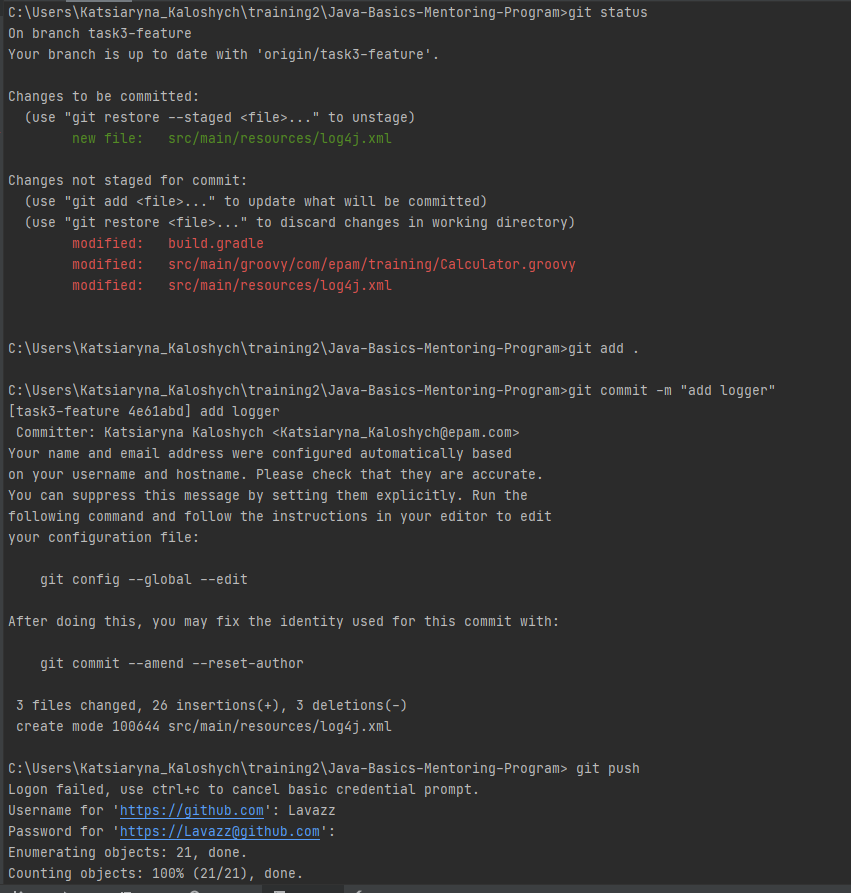 C:\Users\Katsiaryna_Kaloshych\training2\Java-Basics-Mentoring-Program>git status
On branch task3-feature
Your branch is up to date with 'origin/task3-feature'.
Changes to be committed:
(use "git restore --staged <file>..." to unstage)
new file: src/main/resources/log4j.xml
Changes not staged for commit:
(use "git add <file>..." to update what will be committed)
(use "git restore <file>..." to discard changes in working directory)
modified: build.gradle
modified: src/main/groovy/com/epam/training/Calculator.groovy
modified: src/main/resources/log4j.xml
C:\Users\Katsiaryna_Kaloshych\training2\Java-Basics-Mentoring-Program>git add .
C:\Users\Katsiaryna_Kaloshych\training2\Java-Basics-Mentoring-Program>git commit -m "add logger"
[task3-feature 4e61abd] add logger
Committer: Katsiaryna Kaloshych <Katsiaryna_Kaloshych@epam.com>
Your name and email address were configured automatically based
on your username and hostname. Please check that they are accurate.
You can suppress this message by setting them explicitly. Run the
following command and follow the instructions in your editor to edit
your configuration file:
git config --global --edit
After doing this, you may fix the identity used for this commit with:
git commit --amend --reset-author
3 files changed, 26 insertions(+), 3 deletions(-)
create mode 100644 src/main/resources/log4j.xml
C:\Users\Katsiaryna_Kaloshych\training2\Java-Basics-Mentoring-Program> git push
Logon failed, use ctrl+c to cancel basic credential prompt.
Username for 'https://github.com': Lavazz
Password for 'https://Lavazz@github.com':
Enumerating objects: 21, done.
Counting objects: 100% (21/21), done.